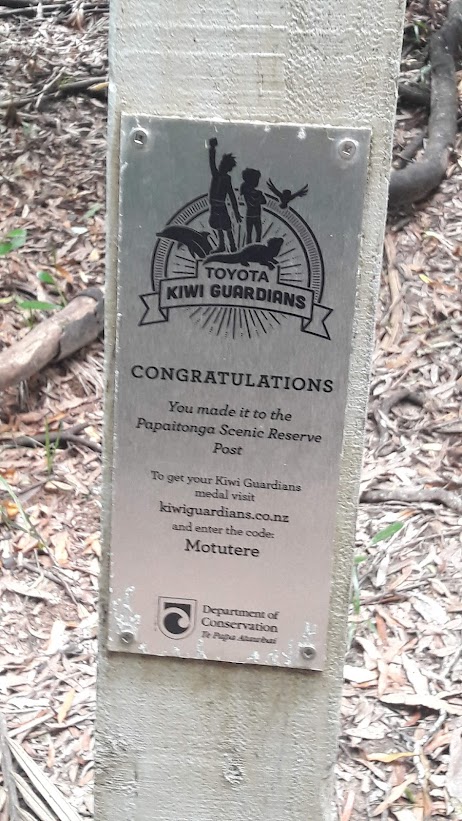 TOYOTA
KIWI GUARDIANS
CONGRATULATIONS
You made it to the
Papaitonga Scenic Reserve
Post
To get your Kiwi Guardians
medal visit
kiwiguardians.co.nz
and enter the code:
Motutere
Department of
Conservation
Te Papa Atawhai